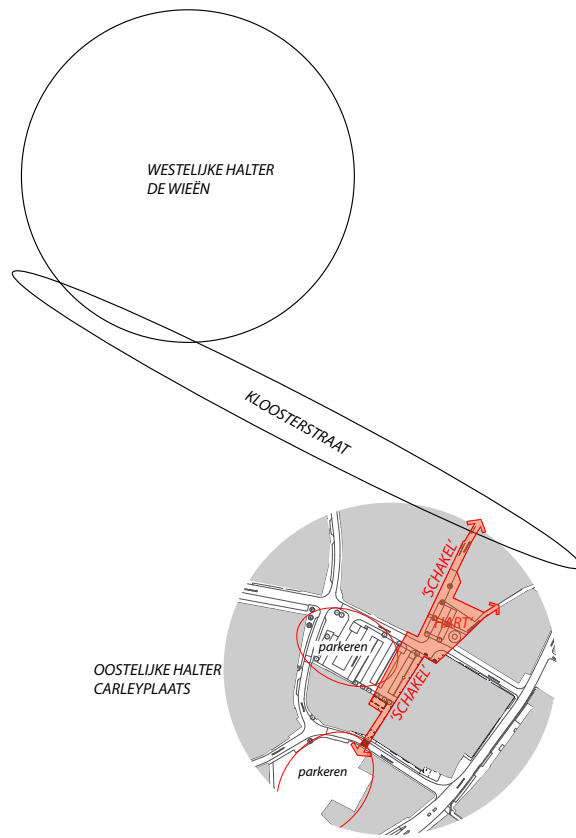 WESTELIJKE HALTER
DE WIEËN
KLOOSTERSTRAAT
'SCHAKEL'
'HART'
parkeren
OOSTELIJKE HALTER
CARLEYPLAATS
'SCHAKEL'
parkeren